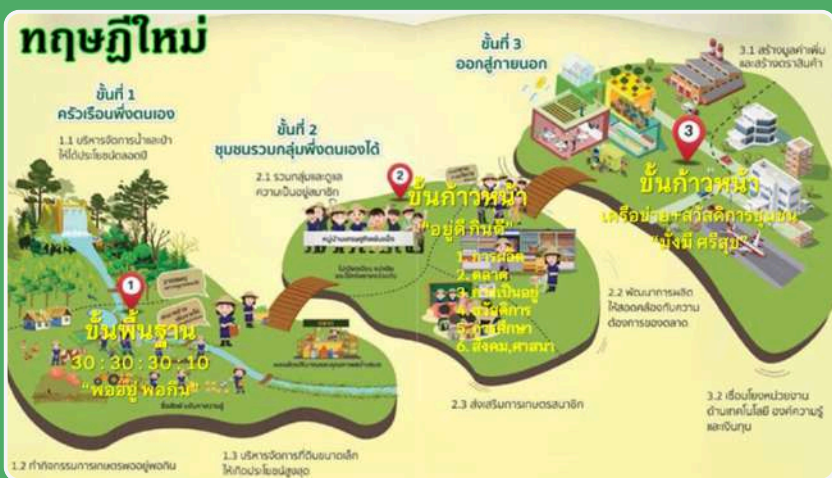 ทฤษฎีใหม่
ขั้นที่ 1
ครัวเรือนพึ่งตนเอง
1.1 บริหารจัดการน้ำและป่า
ให้ได้ประโยชน์ตลอดปี
1
ขั้นพื้นฐาน
30 : 30 : 30 : 10
"พออยู่ พอกิน"
1.2 ทำกิจกรรมการเกษตรพออยู่พอกิน
1.3 บริหารจัดการที่ดินขนาดเล็ก
ให้เกิดประโยชน์สูงสุด
ขั้นที่ 2
ชุมชนรวมกลุ่มพึ่งตนเองได้
2.1 รวมกลุ่มและดูแล
ความเป็นอยู่สมาชิก
2
ขั้นก้าวหน้า
"อยู่ดี กินดี"
1. การผลิต
2. ตลาด
3. การเป็นอยู่
4. สวัสดิการ
5. การศึกษา
6. สังคม,ศาสนา
2.2 พัฒนาการผลิต
ให้สอดคล้องกับความ
ต้องการของตลาด
2.3 ส่งเสริมการเกษตรสมาชิก
ขั้นที่ 3
ออกสู่ภายนอก
3.1 สร้างมูลค่าเพิ่ม
และสร้างตราสินค้า
3
ขั้นก้าวหน้า
เครือข่าย+สวัสดิการชุมชน
"มั่งมี ศรีสุข"
3.2 เชื่อมโยงหน่วยงาน
ด้านเทคโนโลยี องค์ความรู้
และเงินทุน